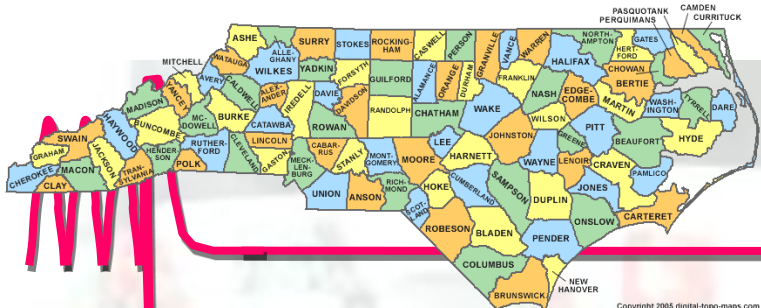 PASQUOTANK
CAMDEN
PERQUIMANS
CURRITUCK
ASHE
ALLE-
GHANY
SURRY
STOKES
ROCKING-
HAM
CASWELL
PERSON
GRANVILLE
VANCE
WARREN
NORTH-
AMPTON
GATES
HERT-
FORD
HALIFAX
CHOWAN
BERTIE
MITCHELL
WATAUGA
WILKES
YADKIN
FORSYTH
GUILFORD
ALAMANCE
ORANGE
DURHAM
FRANKLIN
NASH
EDGE-
COMBE
MARTIN
WASH-
INGTON
TYRRELL
DARE
AVERY
YANCEY
CALDWELL
ALEX-
ANDER
IREDELL
DAVIE
DAVIDSON
RANDOLPH
CHATHAM
WAKE
WILSON
PITT
BEAUFORT
HYDE
MADISON
MC-
DOWELL
BURKE
CATAWBA
ROWAN
JOHNSTON
GREENE
HAYWOOD
BUNCOMBE
RUTHER-
FORD
CLEVELAND
LINCOLN
GASTON
MECK-
LEN-
BURG
CABAR-
RUS
STANLY
MONT-
GOMERY
MOORE
LEE
HARNETT
WAYNE
LENOIR
CRAVEN
PAMLICO
SWAIN
GRAHAM
JACKSON
HENDER-
SON
TRAN-
SYLVANIA
POLK
CHEROKEE
CLAY
MACON
UNION
ANSON
RICH-
MOND
SCOT-
LAND
HOKE
CUMBERLAND
SAMPSON
DUPLIN
JONES
ONSLOW
CARTERET
ROBESON
BLADEN
PENDER
COLUMBUS
BRUNSWICK
NEW
HANOVER
Copyright 2005 digital-topo-maps.com